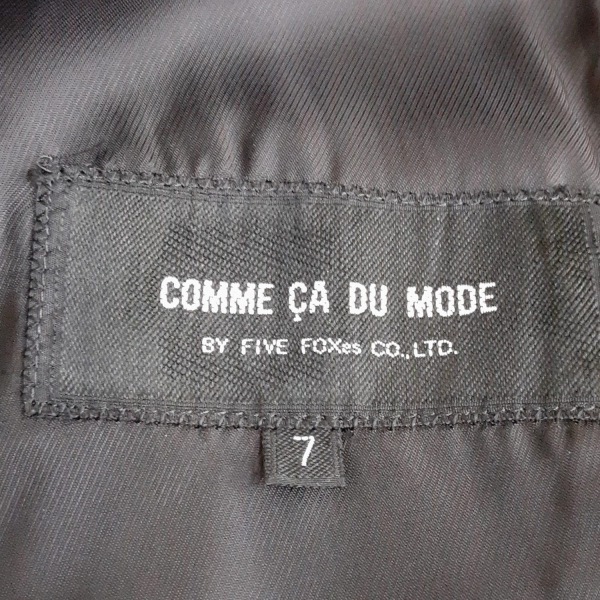 COMME ÇA DU MODE
BY FIVE FOXes CO.,LTD.
7